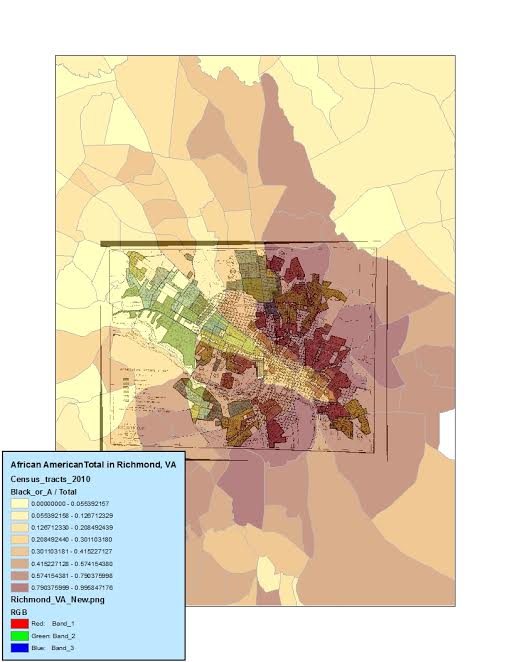 African AmericanTotal in Richmond, VA
Census_tracts_2010
Black_or_A / Total
0.00000000 - 0.055392157
0.055392158 - 0.126712329
0.126712330 - 0.208492439
0.208492440 - 0.301103180
0.301103181 - 0.415227127
0.415227128 - 0.574154380
0.574154381 - 0.790375998
0.790375999 - 0.995847176
Richmond_VA_New.png
RGB
Red: Band_1
Green: Band_2
Blue: Band_3